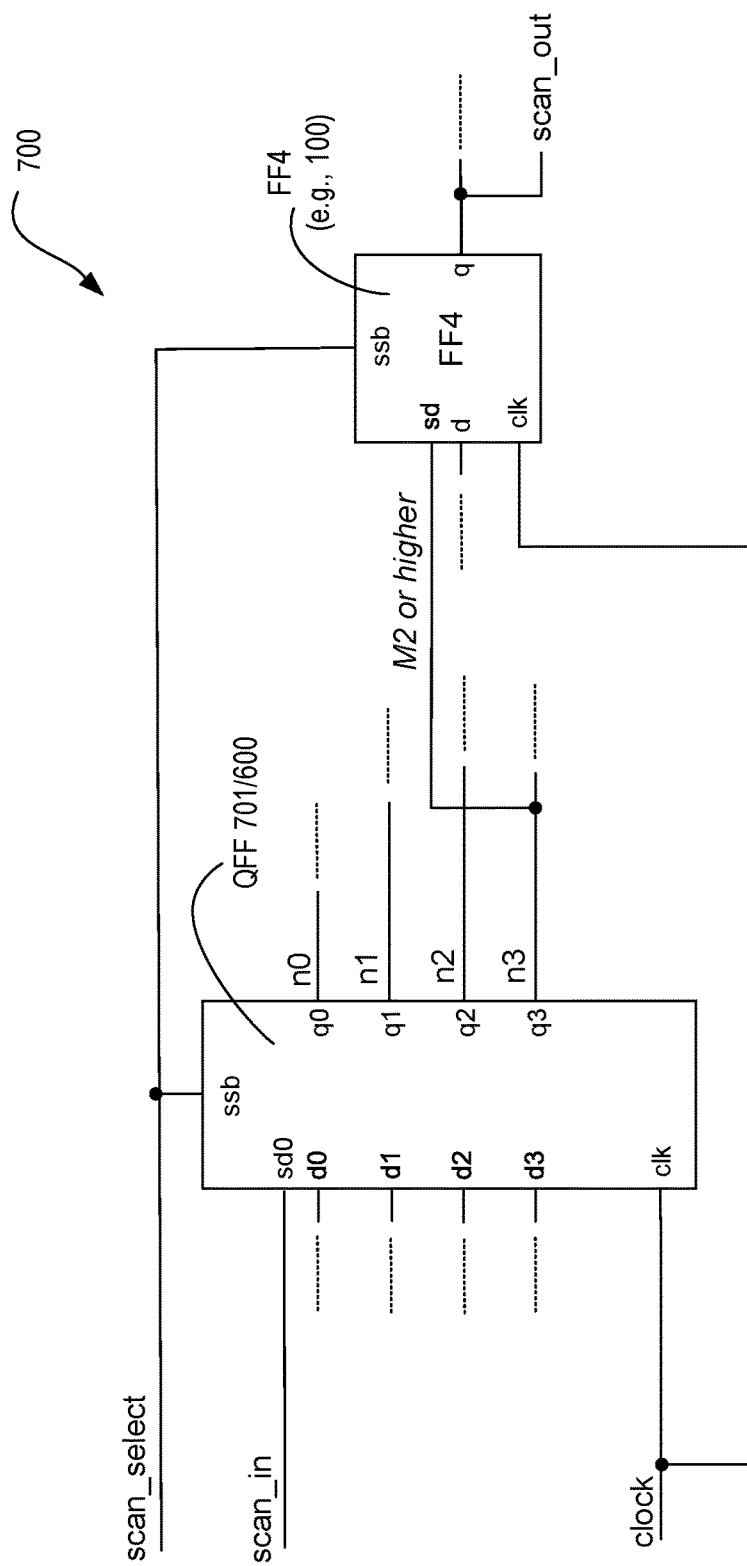 700
scan_select
scan_in
clock
QFF 701/600
ssb
sd0
d0
d1
d2
d3
clk
q0
q1
q2
q3
n0
n1
n2
n3
M2 or higher
FF4
(e.g., 100)
ssb
FF4
sd
d
clk
q
scan_out